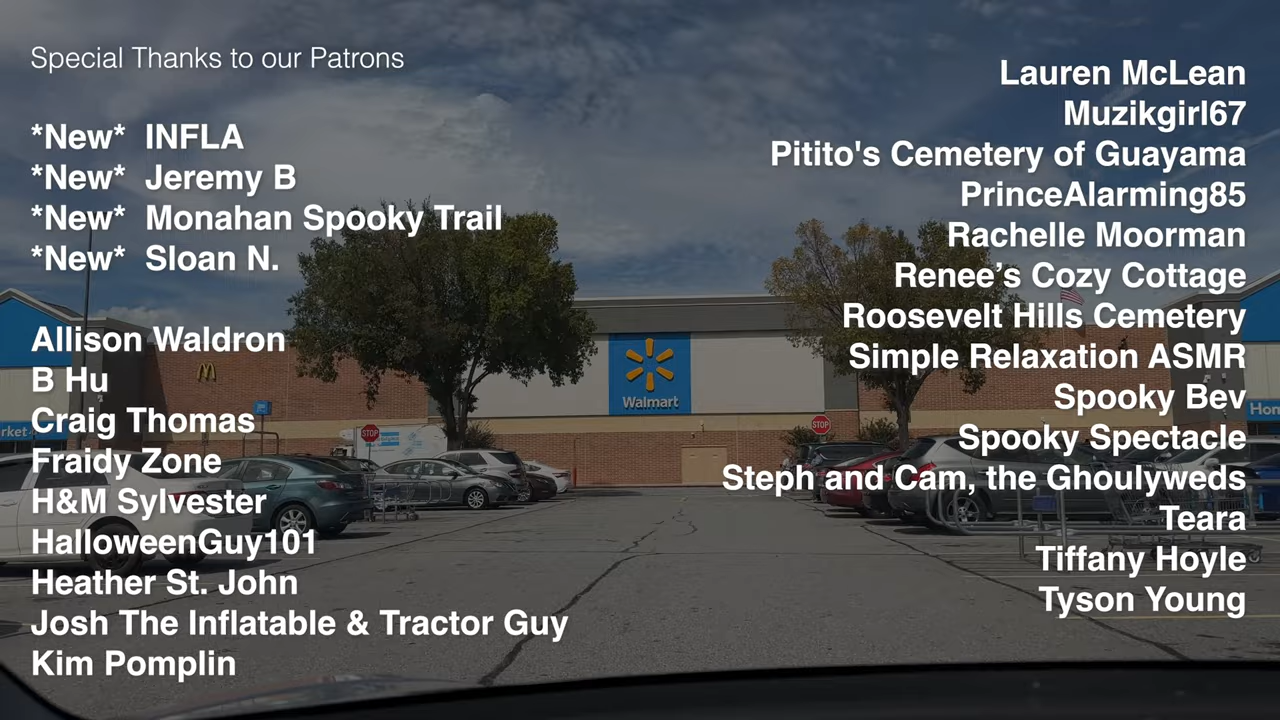 Special Thanks to our Patrons
*New* INFLA
*New* Jeremy B
*New* Monahan Spooky Trail
*New* Sloan N.
Allison Waldron
B Hu
Craig Thomas
Fraidy Zone
H&M Sylvester
HalloweenGuy101
Heather St. John
Josh The Inflatable & Tractor Guy
Kim Pomplin
Lauren McLean
Muzikgirl67
Pitito's Cemetery of Guayama
PrinceAlarming85
Rachelle Moorman
Renee’s Cozy Cottage
Roosevelt Hills Cemetery
Simple Relaxation ASMR
Spooky Bev
Spooky Spectacle
Steph and Cam, the Ghoulyweds
Teara
Tiffany Hoyle
Tyson Young
Walmart
STOP
STOP
rket
Hom